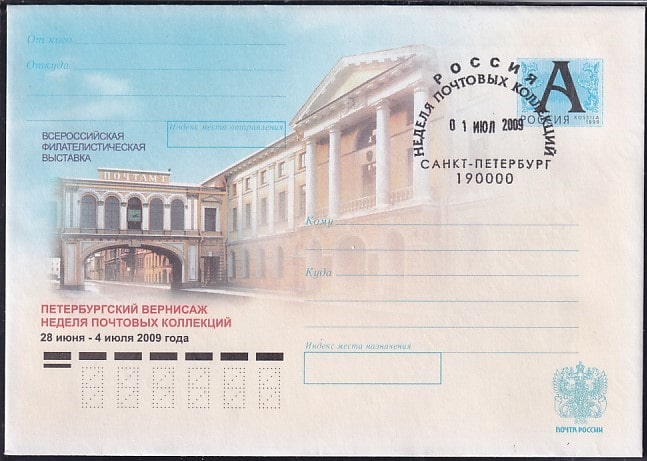 От кого
Откуда
Индекс места отправления
ВСЕРОССИЙСКАЯ
ФИЛАТЕЛИСТИЧЕСКАЯ
ВЫСТАВКА
ПОЧТАМТ
РОССИЯ
НЕДЕЛЯ ПОЧТОВЫХ КОЛЛЕКЦИЙ
01 ИЮЛ 2009
САНКТ-ПЕТЕРБУРГ
190000
А
РОССИЯ
ROSSIJA
1999
Кому
Куда
Индекс места назначения
ПЕТЕРБУРГСКИЙ ВЕРНИСАЖ
НЕДЕЛЯ ПОЧТОВЫХ КОЛЛЕКЦИЙ
28 июня - 4 июля 2009 года
ПОЧТА РОССИИ